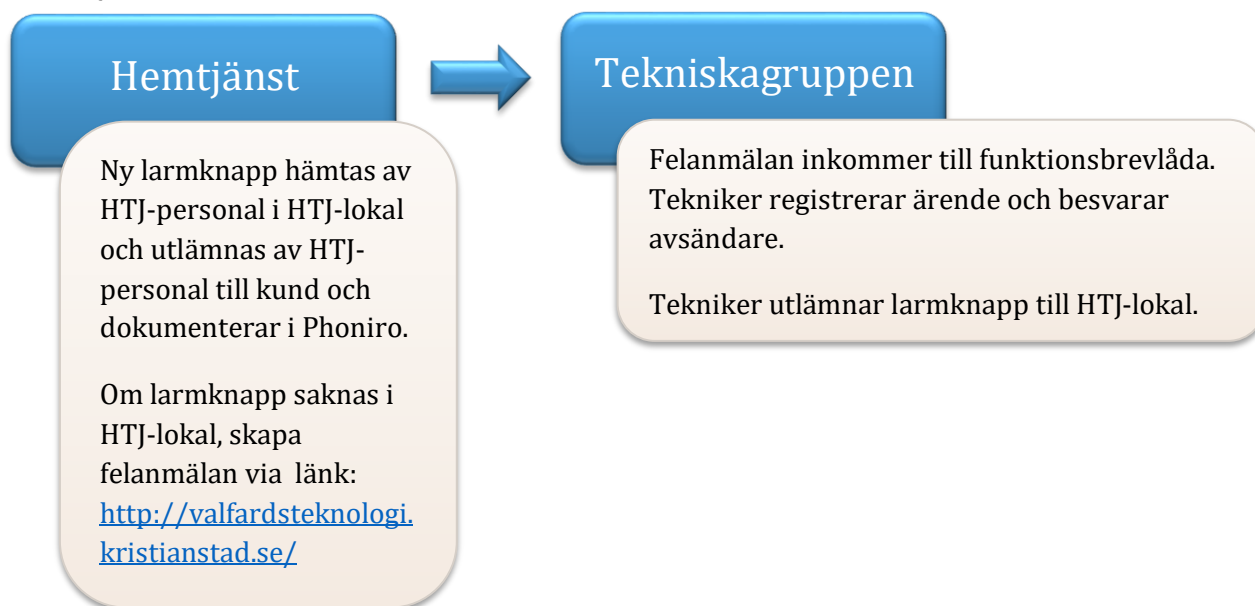 Hemtjänst
Ny larmknapp hämtas av
HTJ-personal i HTJ-lokal
och utlämnas av HTJ-
personal till kund och
dokumenterar i Phoniro.
Om larmknapp saknas i
HTJ-lokal, skapa
felanmälan via  länk:
http://valfardsteknologi.
kristianstad.se/
Tekniskagruppen
Felanmälan inkommer till funktionsbrevlåda.
Tekniker registrerar ärende och besvarar
avsändare.
Tekniker utlämnar larmknapp till HTJ-lokal.